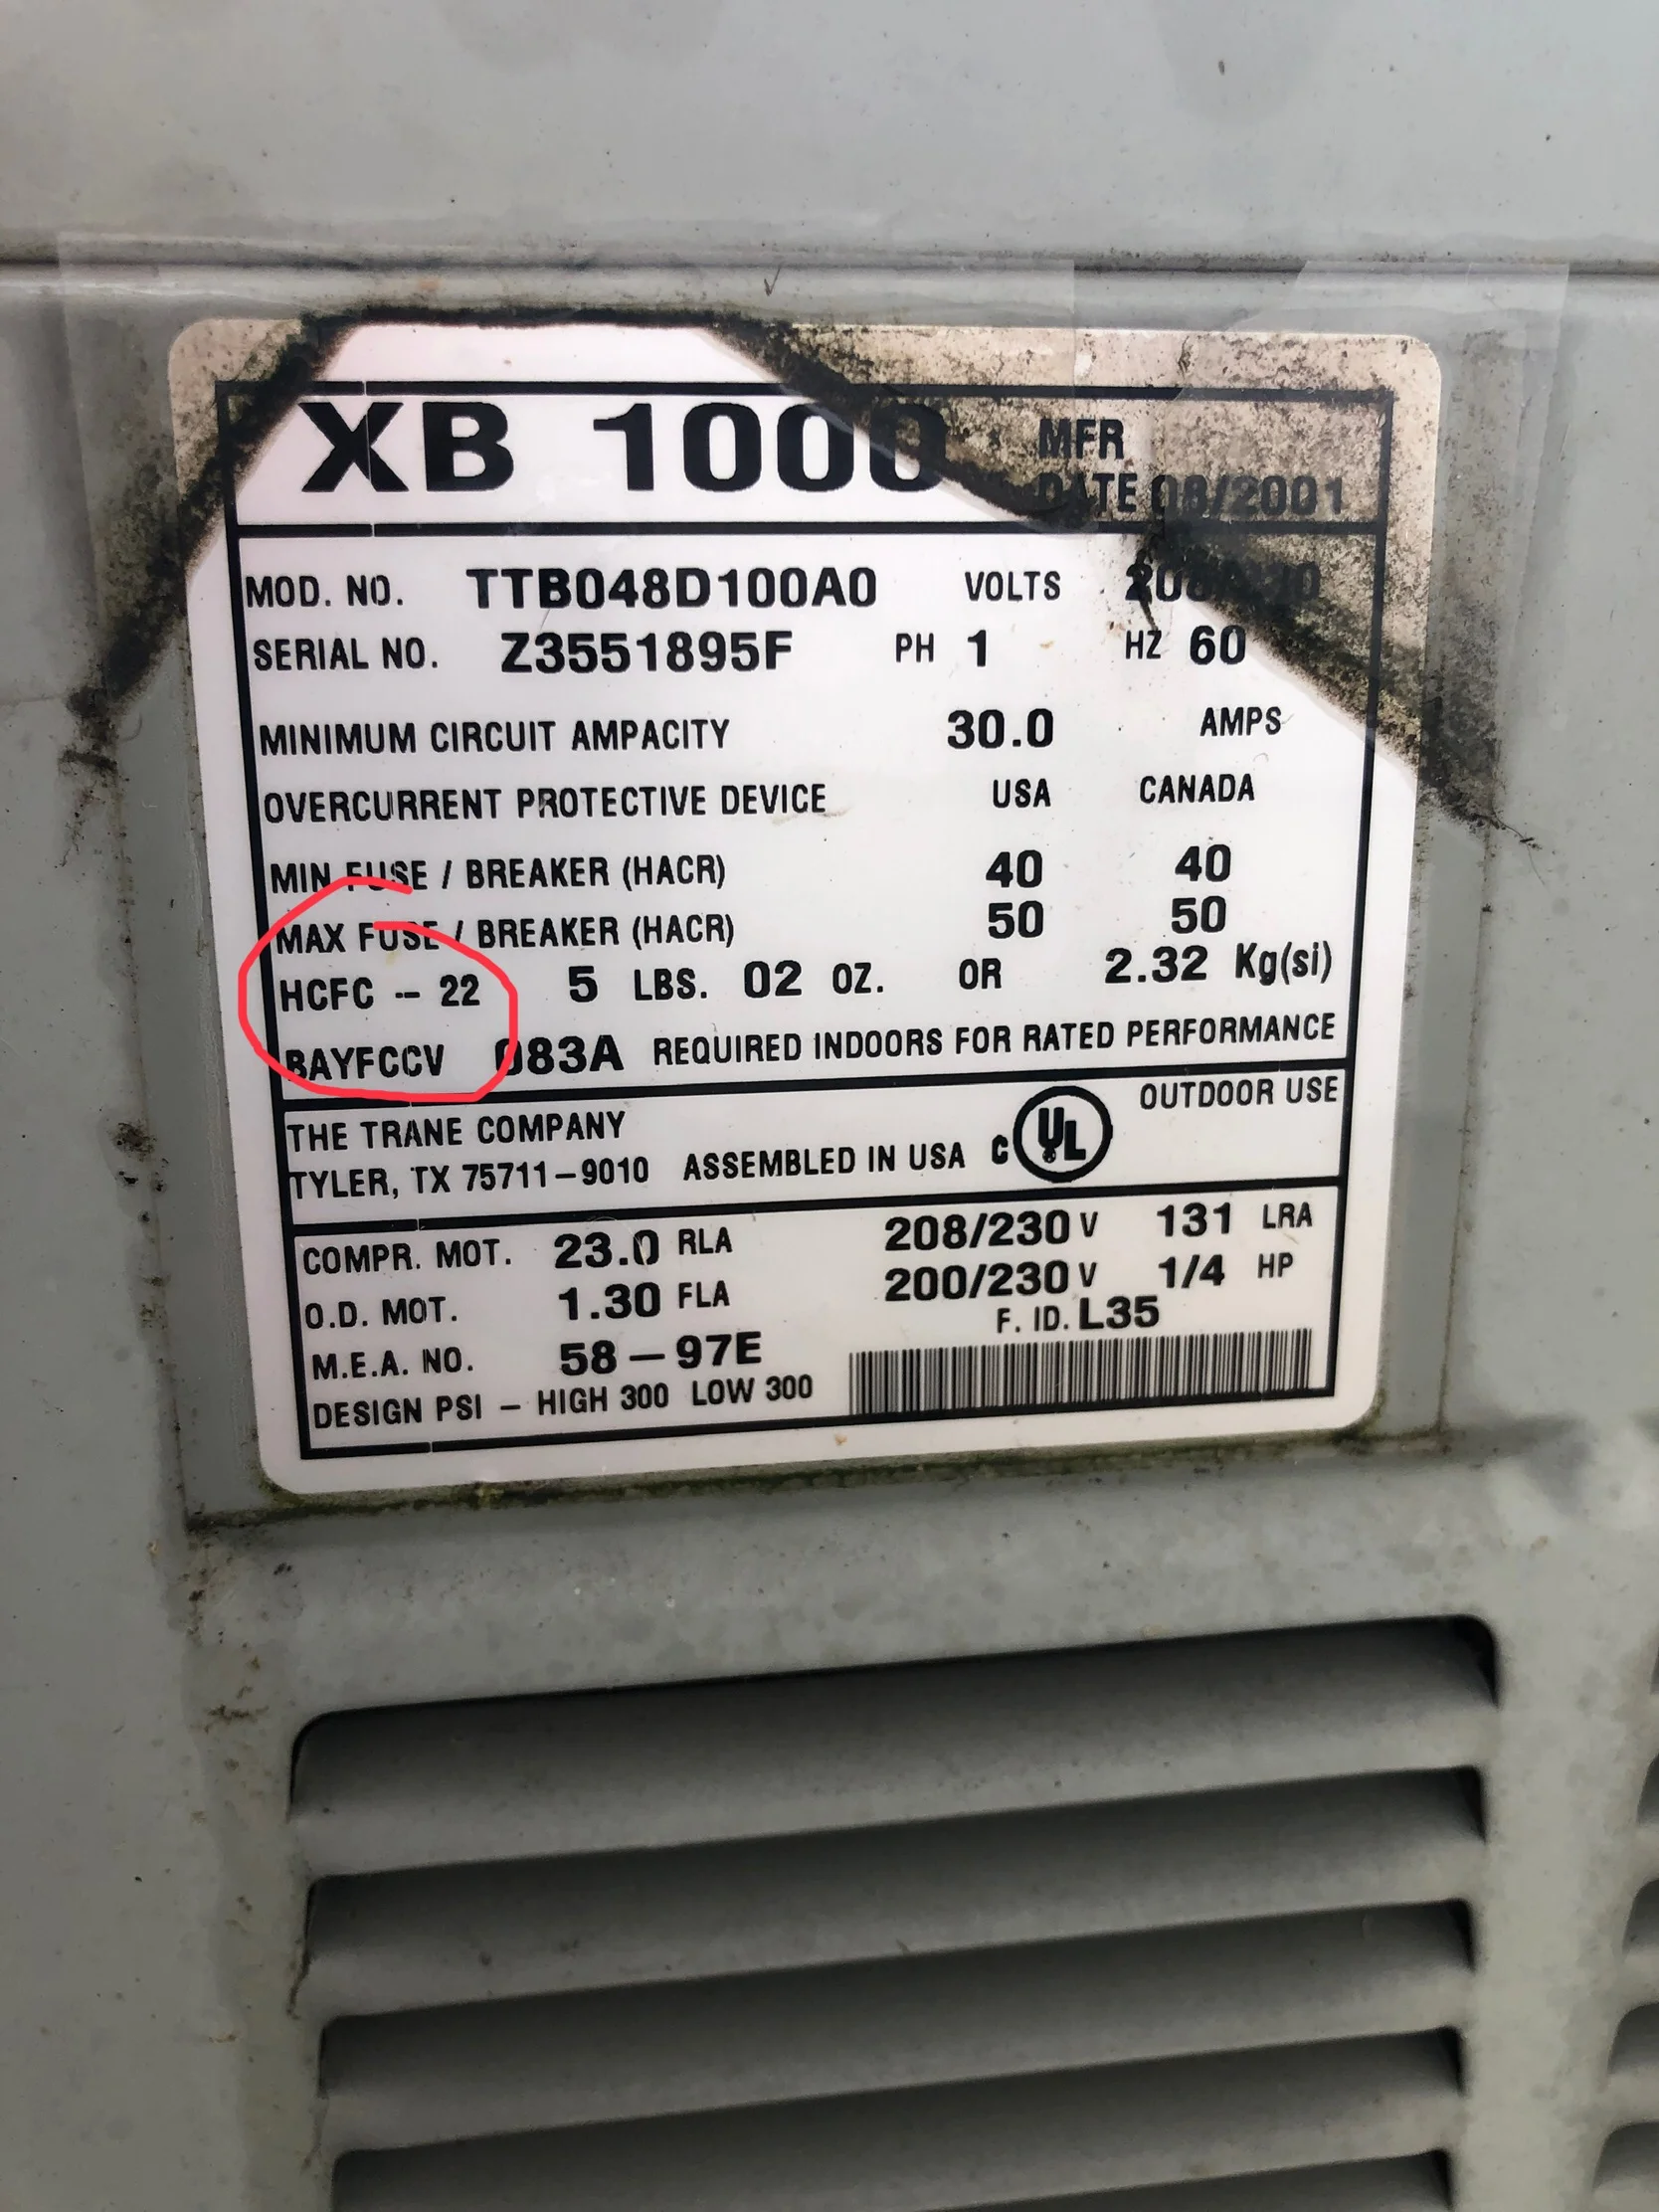 XB 1000
MFR
DATE 08/2001
MOD. NO. TTB048D100A0 VOLTS
SERIAL NO. Z3551895F PH 1 HZ 60
MINIMUM CIRCUIT AMPACITY 30.0 AMPS
OVERCURRENT PROTECTIVE DEVICE USA CANADA
MIN FUSE / BREAKER (HACR) 40 40
MAX FUSE / BREAKER (HACR) 50 50
HCFC -- 22 5 LBS. 02 OZ. OR 2.32 Kg(si)
BAYFCCV 083A REQUIRED INDOORS FOR RATED PERFORMANCE
THE TRANE COMPANY OUTDOOR USE
TYLER, TX 75711-9010 ASSEMBLED IN USA C UL
COMPR. MOT. 23.0 RLA 208/230 V 131 LRA
O.D. MOT. 1.30 FLA 200/230 V 1/4 HP
F. ID. L35
M.E.A. NO. 58-97E
DESIGN PSI - HIGH 300 LOW 300